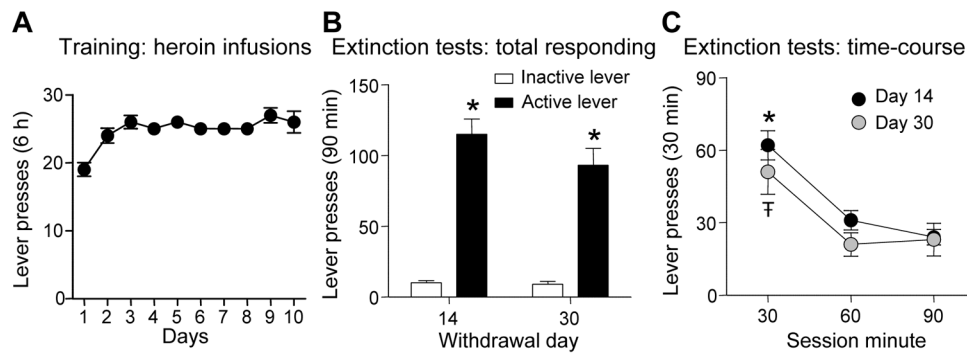 A
Training: heroin infusions
Lever presses (6 h)
30
20
10
0
1 2 3 4 5 6 7 8 9 10
Days
B
Extinction tests: total responding
Inactive lever
Active lever
Lever presses (90 min)
150
100
50
0
*
*
14 30
Withdrawal day
C
Extinction tests: time-course
Day 14
Day 30
Lever presses (30 min)
90
60
30
0
*
Ŧ
30 60 90
Session minute